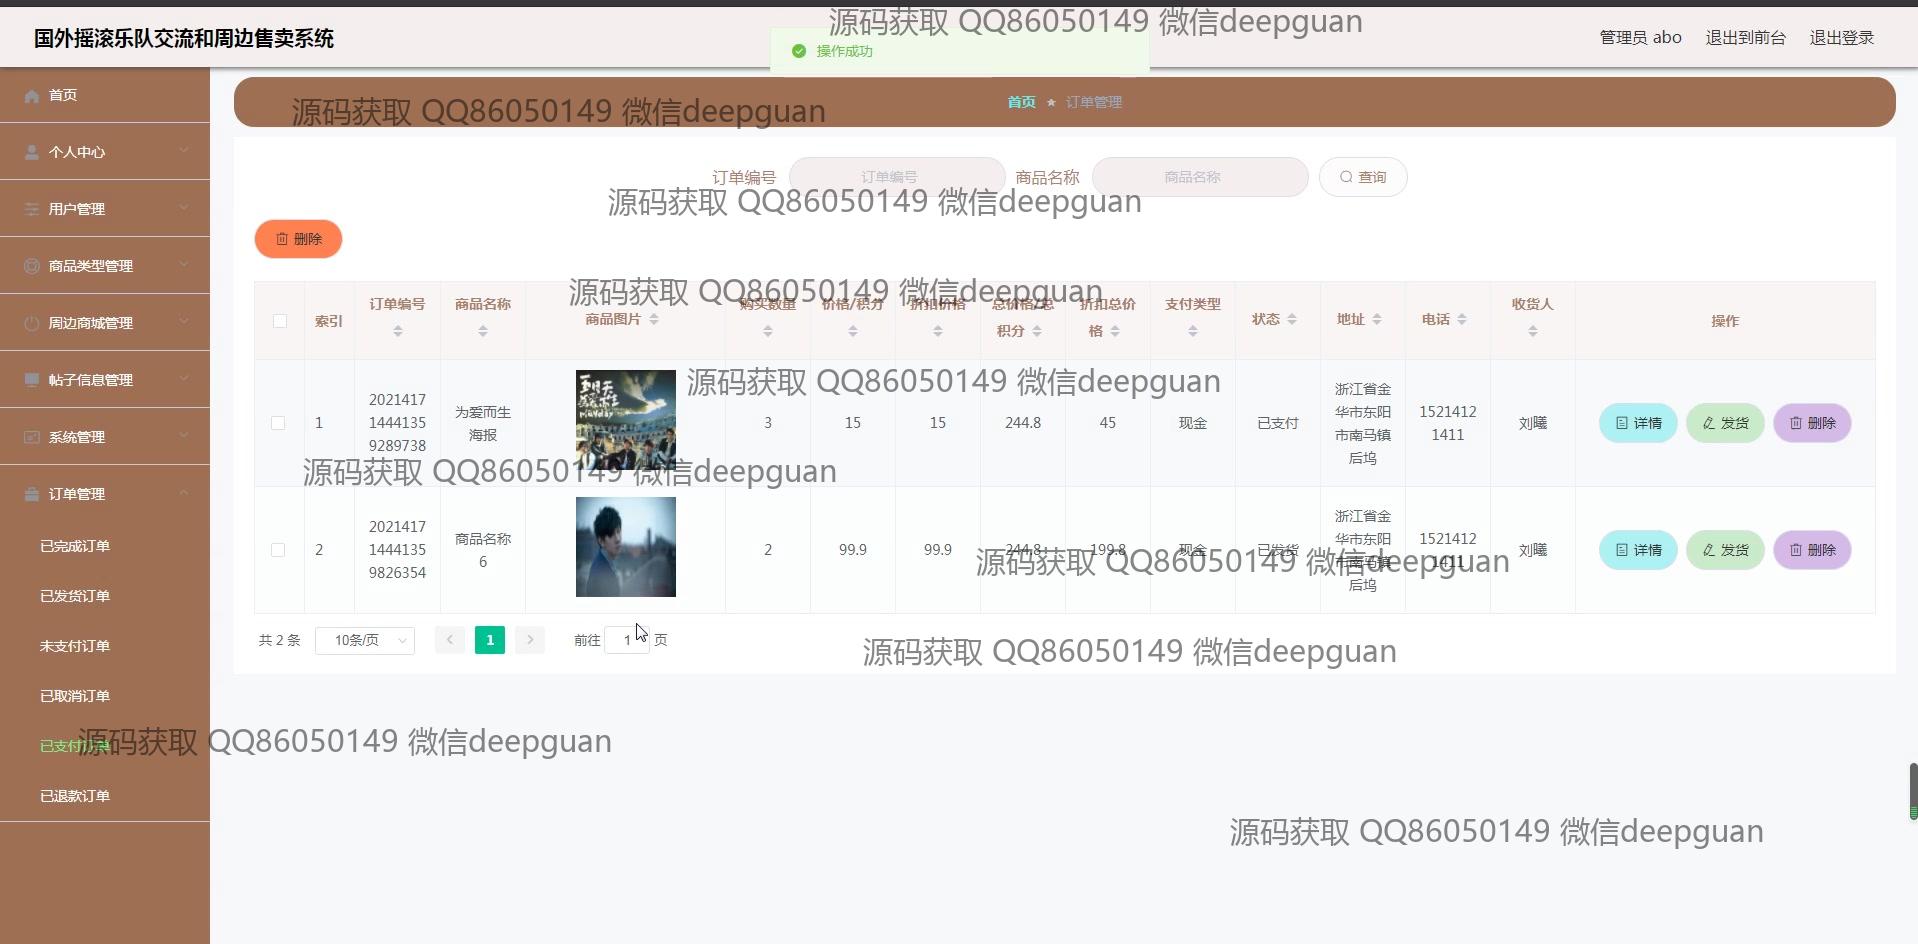 源码获取 QQ86050149 微信deepguan
国外摇滚乐队交流和周边售卖系统
操作成功
管理员 abo
退出到前台
退出登录
首页
个人中心
用户管理
商品类型管理
周边商城管理
帖子信息管理
系统管理
订单管理
已完成订单
已发货订单
未支付订单
已取消订单
已支付订单
已退款订单
首页 ★ 订单管理
源码获取 QQ86050149 微信deepguan
订单编号
订单编号
商品名称
商品名称
查询
源码获取 QQ86050149 微信deepguan
删除
源码获取 QQ86050149 微信deepguan
索引
订单编号
商品名称
商品图片
购买数量
价格/积分
折扣价格
总价格/总
积分
折扣总价
格
支付类型
状态
地址
电话
收货人
操作
源码获取 QQ86050149 微信deepguan
1
2021417
1444135
9289738
为爱而生
海报
3
15
15
244.8
45
现金
已支付
浙江省金
华市东阳
市南马镇
后坞
1521412
1411
刘曦
详情
发货
删除
源码获取 QQ86050149 微信deepguan
2
2021417
1444135
9826354
商品名称
6
2
99.9
99.9
244.8
199.8
现金
已发货
浙江省金
华市东阳
市南马镇
后坞
1521412
1411
刘曦
详情
发货
删除
源码获取 QQ86050149 微信deepguan
共 2 条
10条/页
1
前往
1
页
源码获取 QQ86050149 微信deepguan
源码获取 QQ86050149 微信deepguan
源码获取 QQ86050149 微信deepguan